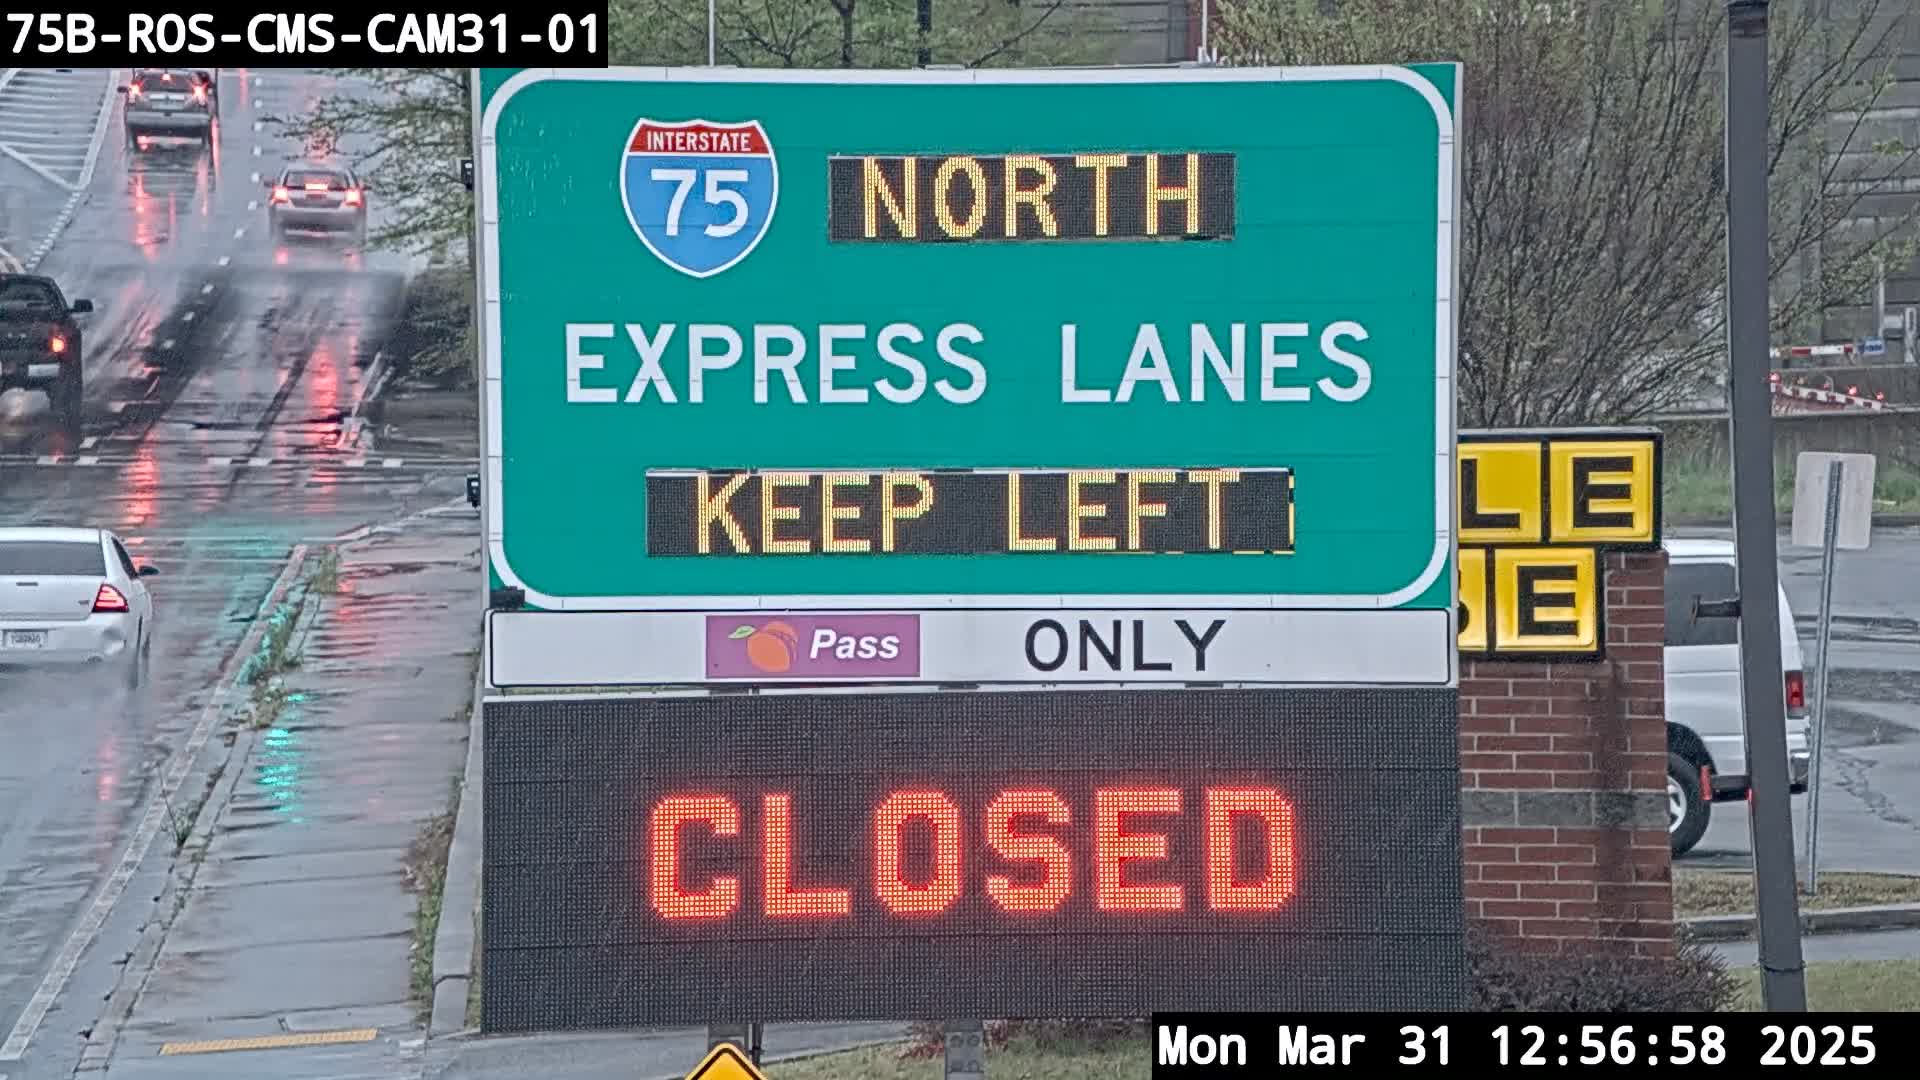 75B-ROS-CMS-CAM31-01
INTERSTATE
75
NORTH
EXPRESS LANES
KEEP LEFT
Pass ONLY
CLOSED
LE
E
Mon Mar 31 12:56:58 2025